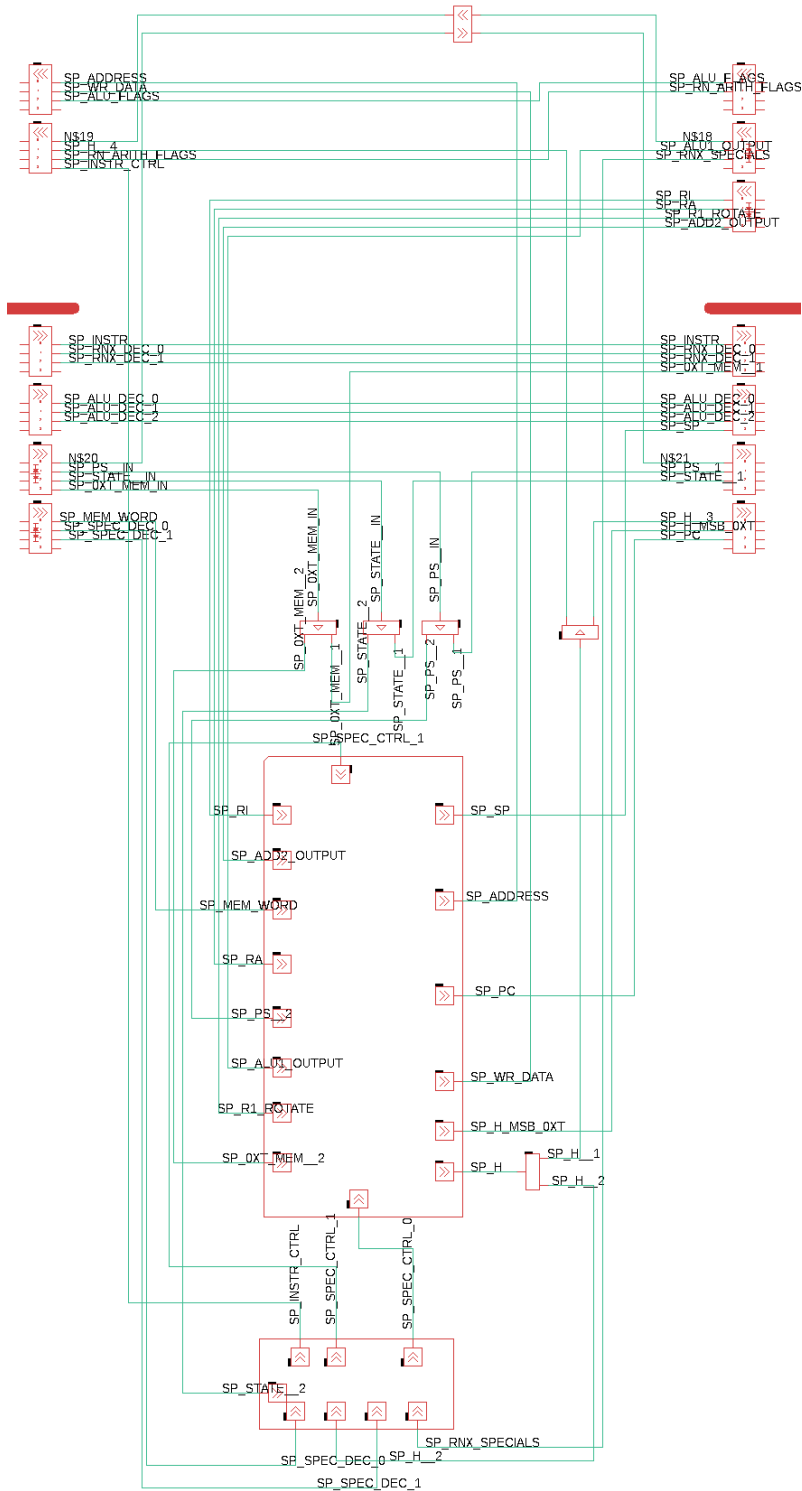 SP_ADDRESS
SP_WR_DATA
SP_ALU_FLAGS
SP_ALU_FLAGS
SP_RN_ARITH_FLAGS
N$19
SP_H__4
SP_RN_ARITH_FLAGS
SP_INSTR_CTRL
N$18
SP_ALU1_OUTPUT
SP_RNX_SPECIALS
SP_RI
SP_RA
SP_R1_ROTATE
SP_ADD2_OUTPUT
SP_INSTR
SP_RNX_DEC_0
SP_RNX_DEC_1
SP_INSTR
SP_RNX_DEC_0
SP_RNX_DEC_1
SP_0XT_MEM__1
SP_ALU_DEC_0
SP_ALU_DEC_1
SP_ALU_DEC_2
SP_ALU_DEC_0
SP_ALU_DEC_1
SP_ALU_DEC_2
SP_SP
N$20
SP_PS__IN
SP_STATE__IN
SP_0XT_MEM_IN
N$21
SP_PS__1
SP_STATE__1
SP_MEM_WORD
SP_SPEC_DEC_0
SP_SPEC_DEC_1
SP_H__3
SP_H_MSB_0XT
SP_PC
SP_0XT_MEM__2
SP_0XT_MEM_IN
SP_0XT_MEM__1
SP_STATE__2
SP_STATE__IN
SP_STATE__1
SP_PS__2
SP_PS__IN
SP_PS__1
SP_SPEC_CTRL_1
SP_RI
SP_SP
SP_ADD2_OUTPUT
SP_ADDRESS
SP_MEM_WORD
SP_RA
SP_PC
SP_PS__2
SP_ALU1_OUTPUT
SP_WR_DATA
SP_R1_ROTATE
SP_H_MSB_0XT
SP_0XT_MEM__2
SP_H
SP_H__1
SP_H__2
SP_INSTR_CTRL
SP_SPEC_CTRL_1
SP_SPEC_CTRL_0
SP_STATE__2
SP_RNX_SPECIALS
SP_SPEC_DEC_0
SP_H__2
SP_SPEC_DEC_1